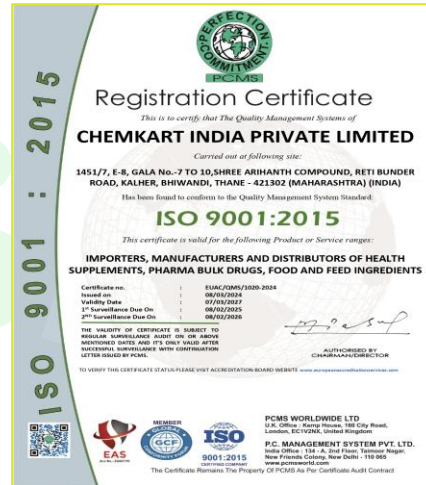 PERFECTION
COMMITMENT
PCMS
Registration Certificate
This is to certify that The Quality Management Systems of
CHEMKART INDIA PRIVATE LIMITED
Carried out at following site:
1451/7, E-8, GALA No.-7 TO 10,SHREE ARIHANTH COMPOUND, RETI BUNDER
ROAD, KALHER, BHIWANDI, THANE - 421302 (MAHARASHTRA) (INDIA)
Has been found to conform to the Quality Management System Standard:
ISO 9001:2015
This certificate is valid for the following Product or Service ranges:
IMPORTERS, MANUFACTURERS AND DISTRIBUTORS OF HEALTH
SUPPLEMENTS, PHARMA BULK DRUGS, FOOD AND FEED INGREDIENTS
Certificate no. : EUAC/QMS/1020-2024
Issued on : 08/03/2024
Validity Date : 07/03/2027
1st Surveillance Due On : 08/02/2025
2ND Surveillance Due On : 08/02/2026
THE VALIDITY OF CERTIFICATE IS SUBJECT TO
REGULAR SURVEILLANCE AUDIT ON OR ABOVE
MENTIONED DATES AND IT'S ONLY VALID AFTER
SUCCESSFUL SURVEILLANCE WITH CONTINUATION
LETTER ISSUED BY PCMS.
AUTHORISED BY
CHAIRMAN/DIRECTOR
TO VERIFY THIS CERTIFICATE STATUS PLEASE VISIT ACCREDITATION BOARD WEBSITE www.europeanaccreditationservices.com
ISO 9001 : 2015
EAS
MEMBER
GCF
ISO
9001:2015
CERTIFIED COMPANY
PCMS WORLDWIDE LTD
U.K. Office : Kemp House, 160 City Road,
London, EC1V2NX, United Kingdom
P.C. MANAGEMENT SYSTEM PVT. LTD.
India Office : 134 - A, 2nd Floor, Taimoor Nagar,
New Friends Colony, New Delhi - 110 065
www.pcmsworld.com
The Certificate Remains The Property Of PCMS As Per Certificate Audit Contract